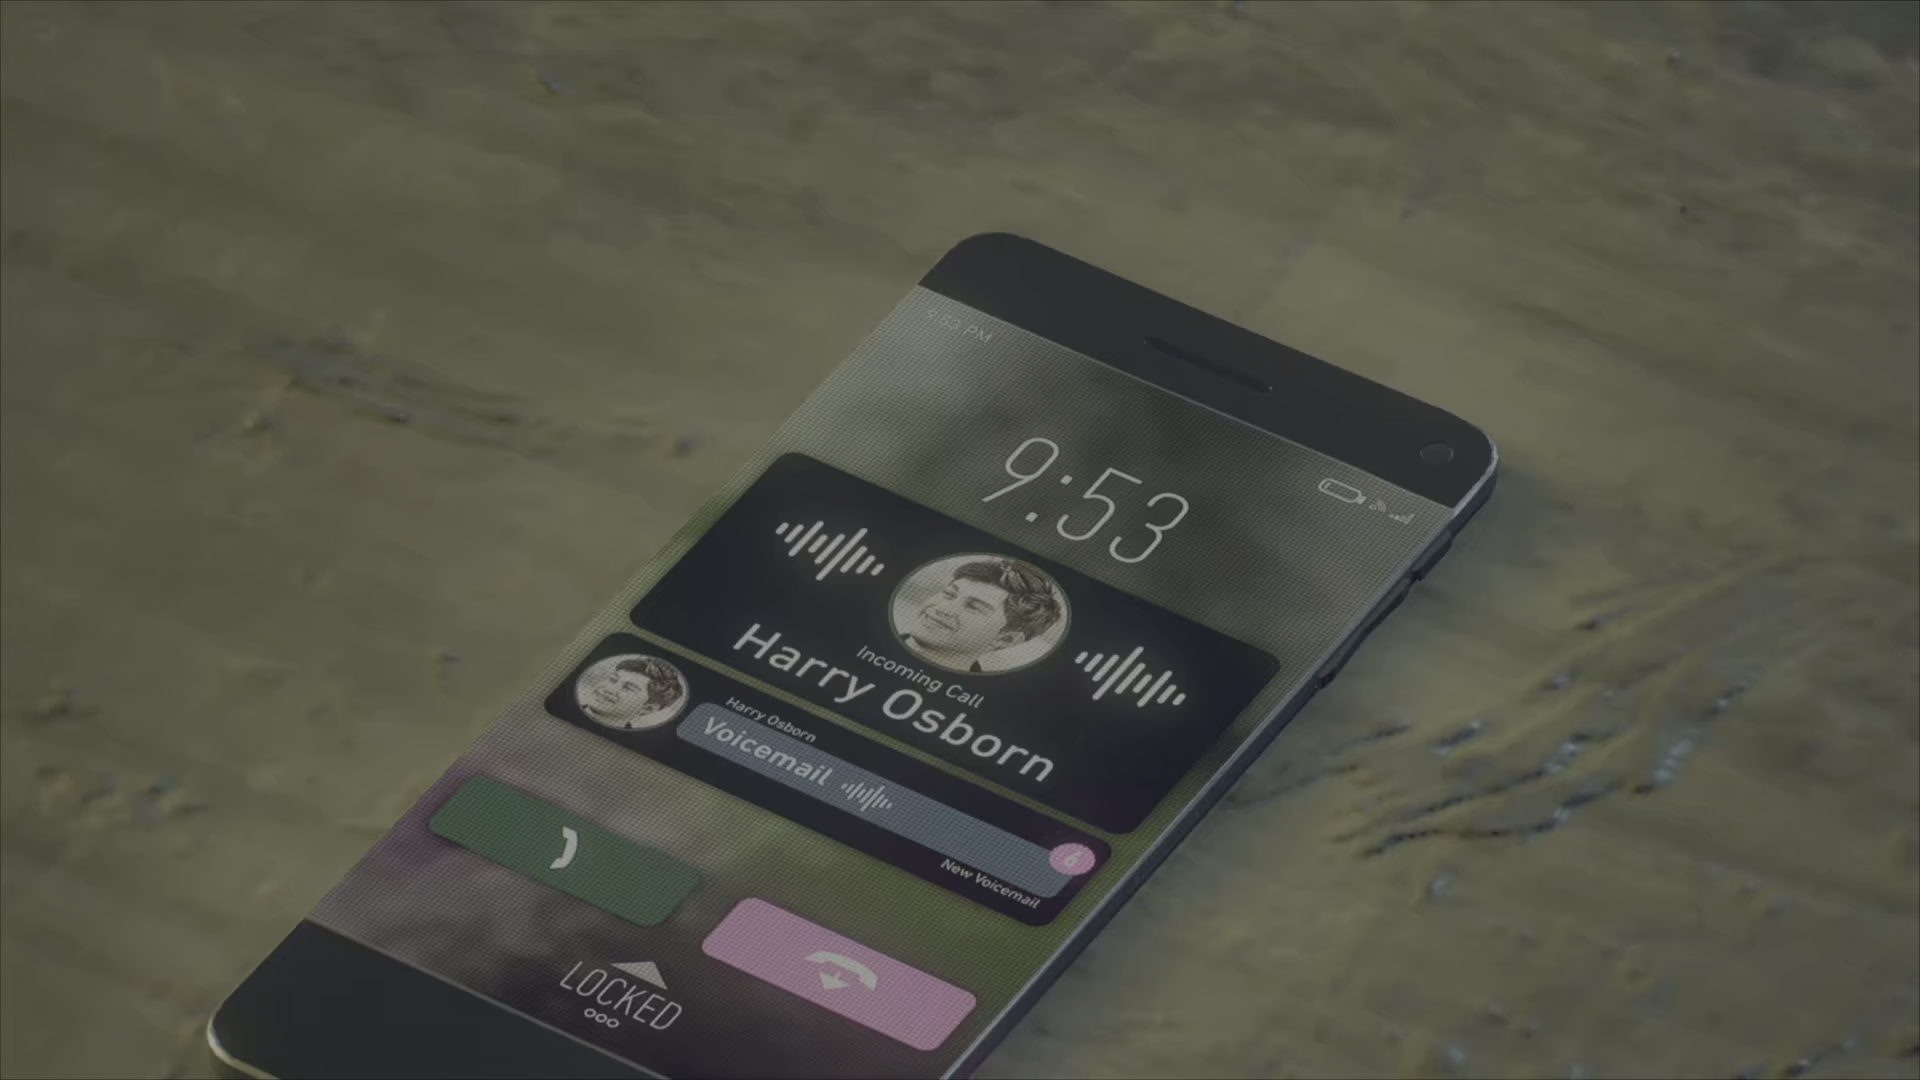 9:53 PM
9:53
Incoming Call
Harry Osborn
Harry Osborn
Voicemail
6
New Voicemail
LOCKED